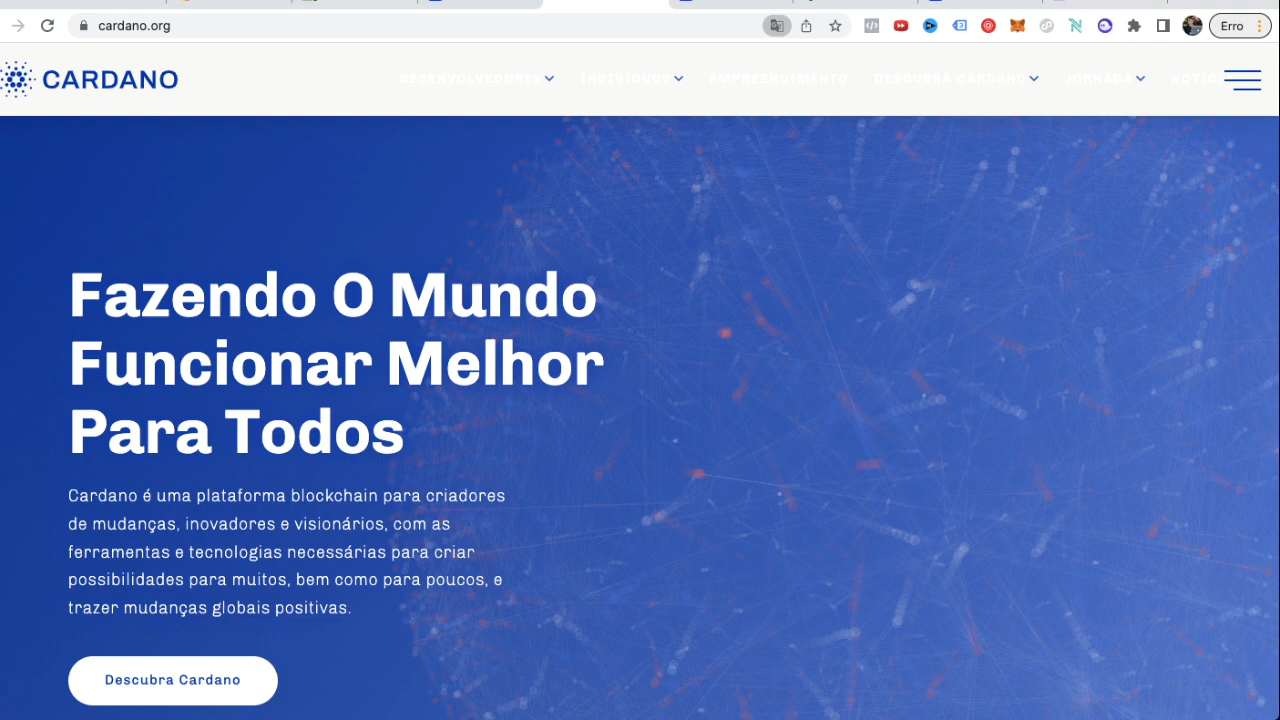 cardano.org
Erro
CARDANO
DESENVOLVEDORES INDIVÍDUOS EMPREENDIMENTO DESCUBRA CARDANO JORNADA
Fazendo O Mundo
Funcionar Melhor
Para Todos
Cardano é uma plataforma blockchain para criadores
de mudanças, inovadores e visionários, com as
ferramentas e tecnologias necessárias para criar
possibilidades para muitos, bem como para poucos, e
trazer mudanças globais positivas.
Descubra Cardano